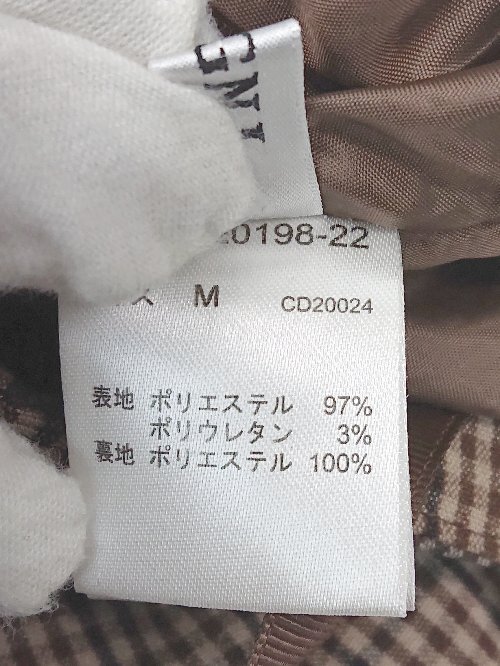 20198-22
M CD20024
表地 ポリエステル 97%
ポリウレタン 3%
裏地 ポリエステル 100%